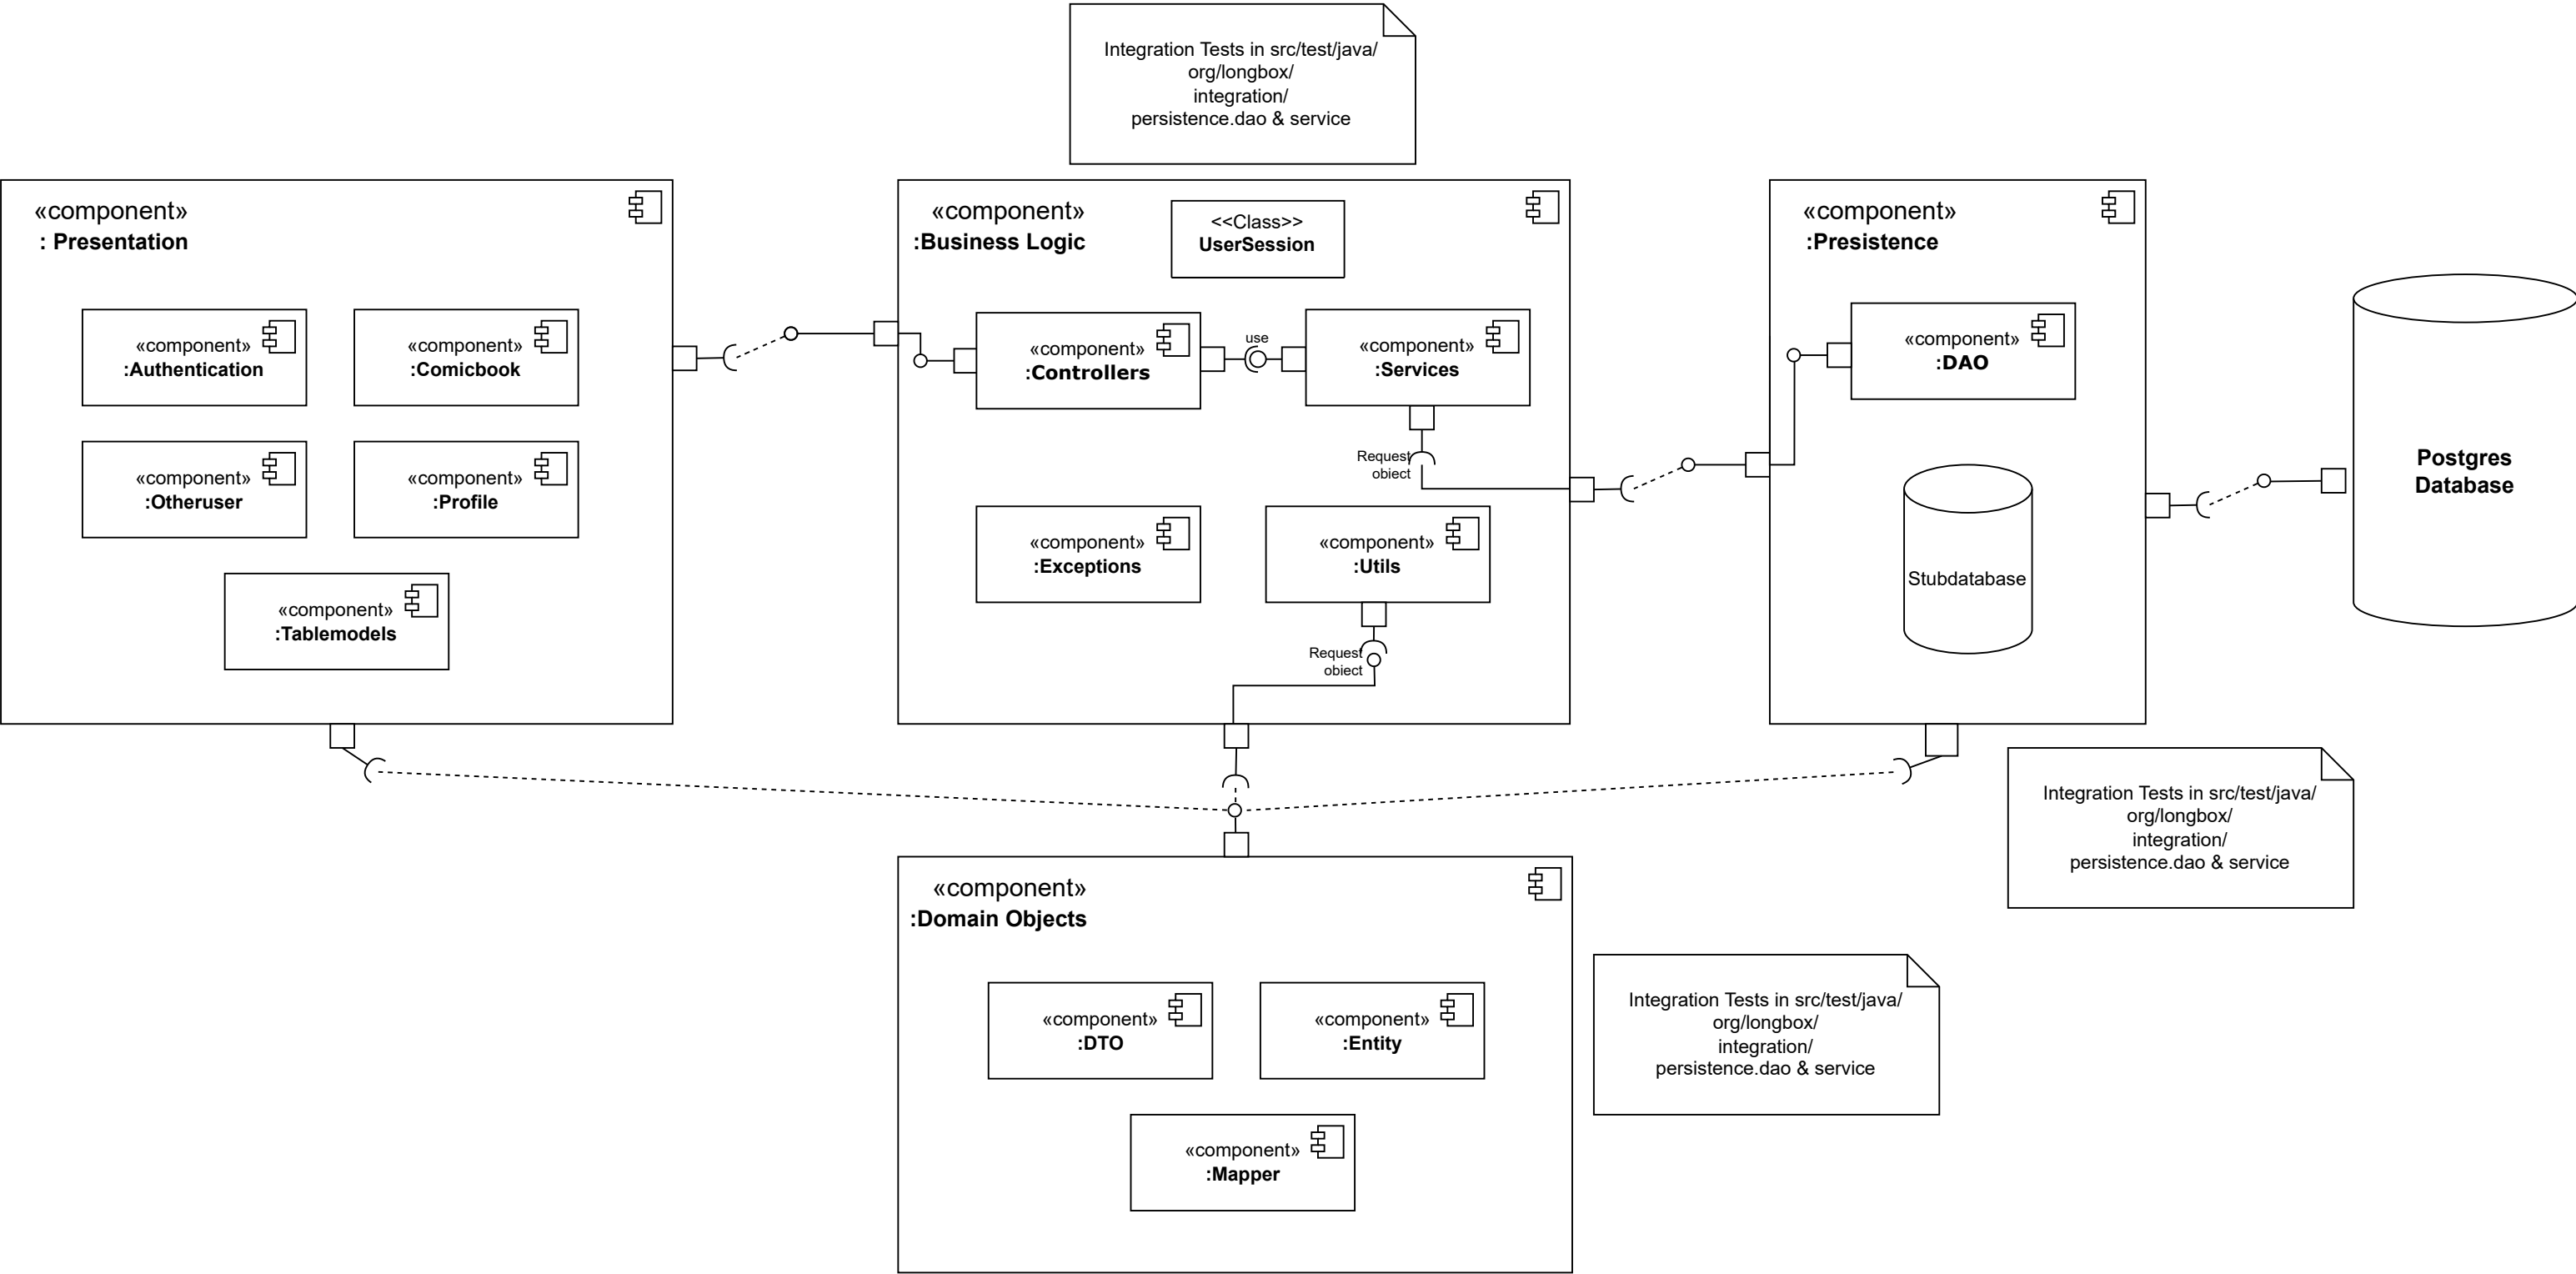 Integration Tests in src/test/java/
org/longbox/
integration/
persistence.dao & service
«component»
: Presentation
«component»
:Authentication
«component»
:Comicbook
«component»
:Otheruser
«component»
:Profile
«component»
:Tablemodels
«component»
:Business Logic
<<Class>>
UserSession
«component»
:Controllers
use
«component»
:Services
Request
obiect
«component»
:Exceptions
«component»
:Utils
Request
obiect
«component»
:Presistence
«component»
:DAO
Stubdatabase
Postgres
Database
Integration Tests in src/test/java/
org/longbox/
integration/
persistence.dao & service
«component»
:Domain Objects
«component»
:DTO
«component»
:Entity
«component»
:Mapper
Integration Tests in src/test/java/
org/longbox/
integration/
persistence.dao & service